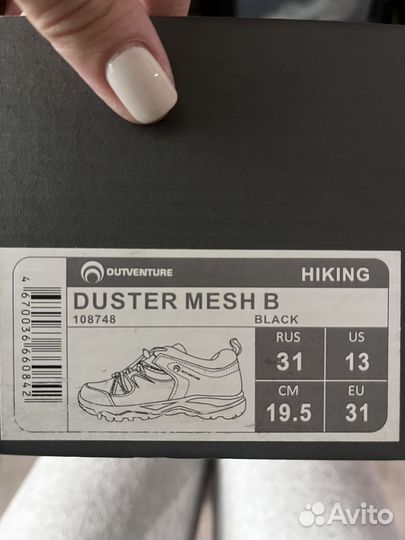 OUTVENTURE
HIKING
DUSTER MESH B
108748 BLACK
RUS US
31 13
CM EU
19.5 31
4670036660842
Avito